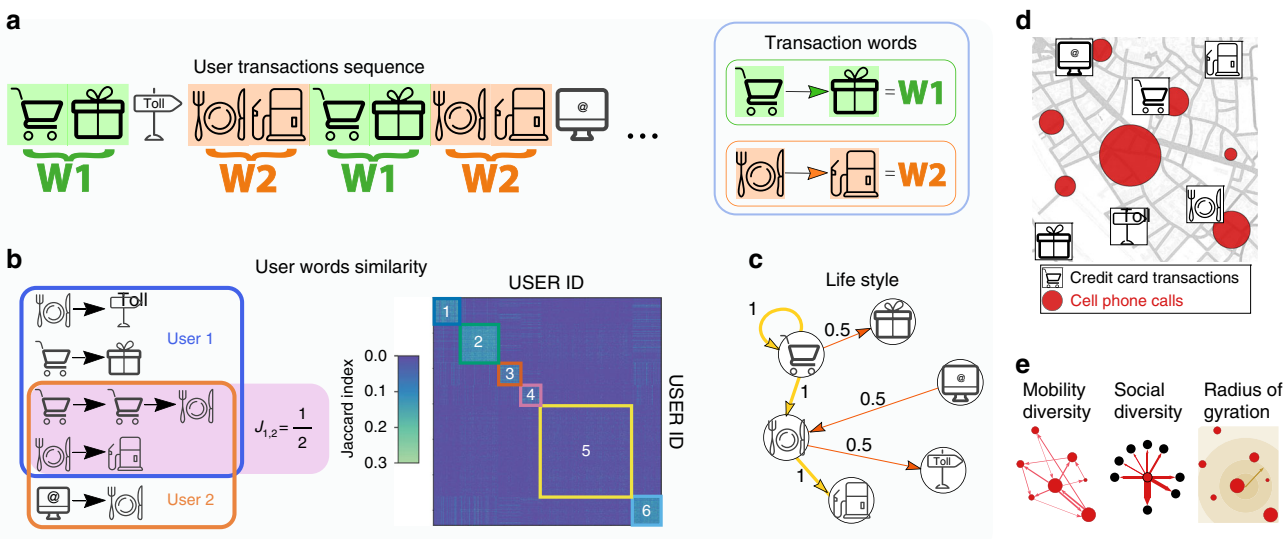 a
User transactions sequence
Toll
@
...
W1
W2
W1
W2
Transaction words
= W1
= W2
b
User words similarity
Toll
User 1
J1,2 = 1/2
@
User 2
USER ID
USER ID
Jaccard index
0.0
0.1
0.2
0.3
1
2
3
4
5
6
c
Life style
1
0.5
@
1
0.5
0.5
Toll
1
d
@
Toll
Credit card transactions
Cell phone calls
e
Mobility
diversity
Social
diversity
Radius of
gyration